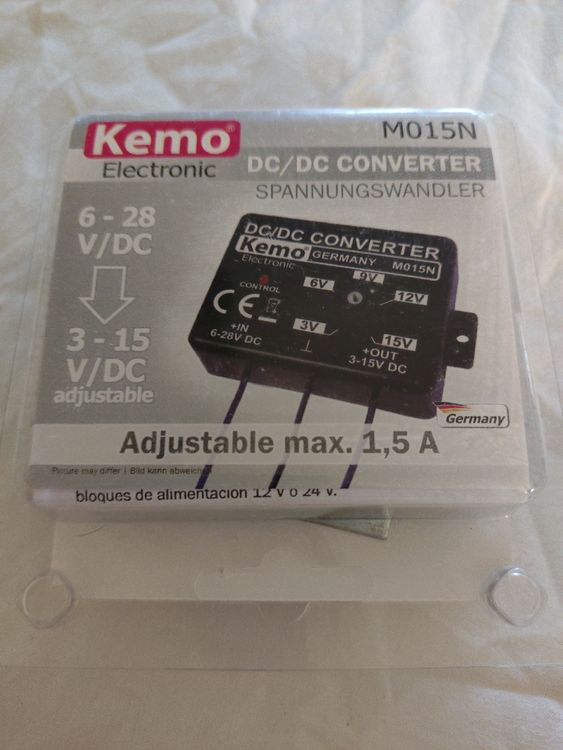 Kemo®
Electronic
M015N
DC/DC CONVERTER
SPANNUNGSWANDLER
6 - 28
V/DC
3 - 15
V/DC
adjustable
DC/DC CONVERTER
Kemo®
Electronic
GERMANY M015N
CONTROL
6V
9V
12V
CE
3V
15V
+IN
6-28V DC
⊥
+OUT
3-15V DC
Germany
Adjustable max. 1,5 A
Picture may differ | Bild kann abweichen
bloques de alimentación 12 V o 24 V.